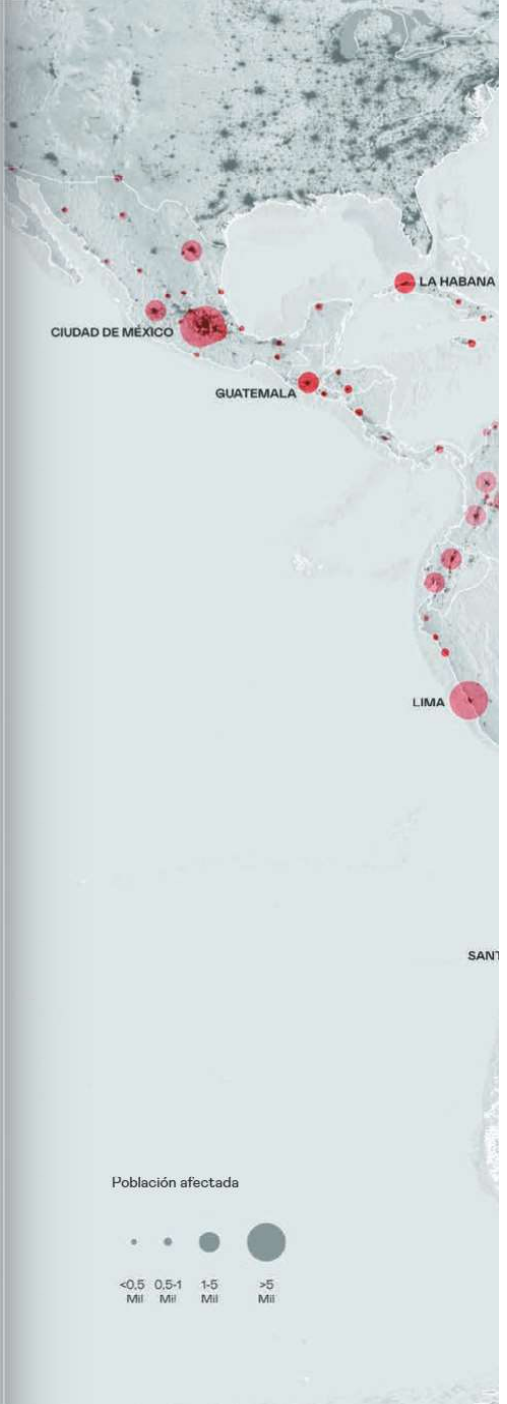 LA HABANA
CIUDAD DE MÉXICO
GUATEMALA
LIMA
SANT
Población afectada
<0,5 0,5-1 1-5 >5
Mil Mil Mil Mil